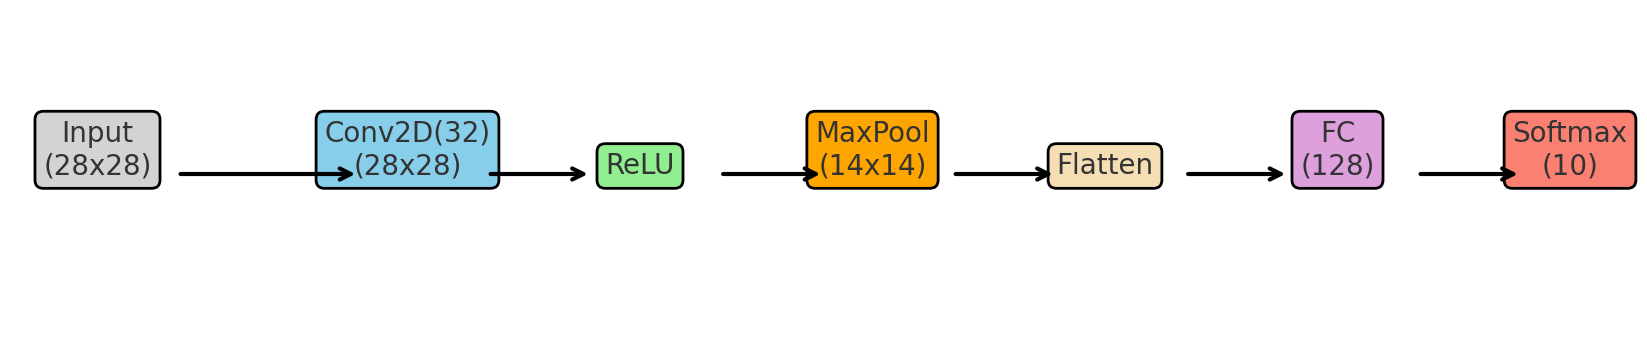 Input
(28x28)
Conv2D(32)
(28x28)
ReLU
MaxPool
(14x14)
Flatten
FC
(128)
Softmax
(10)